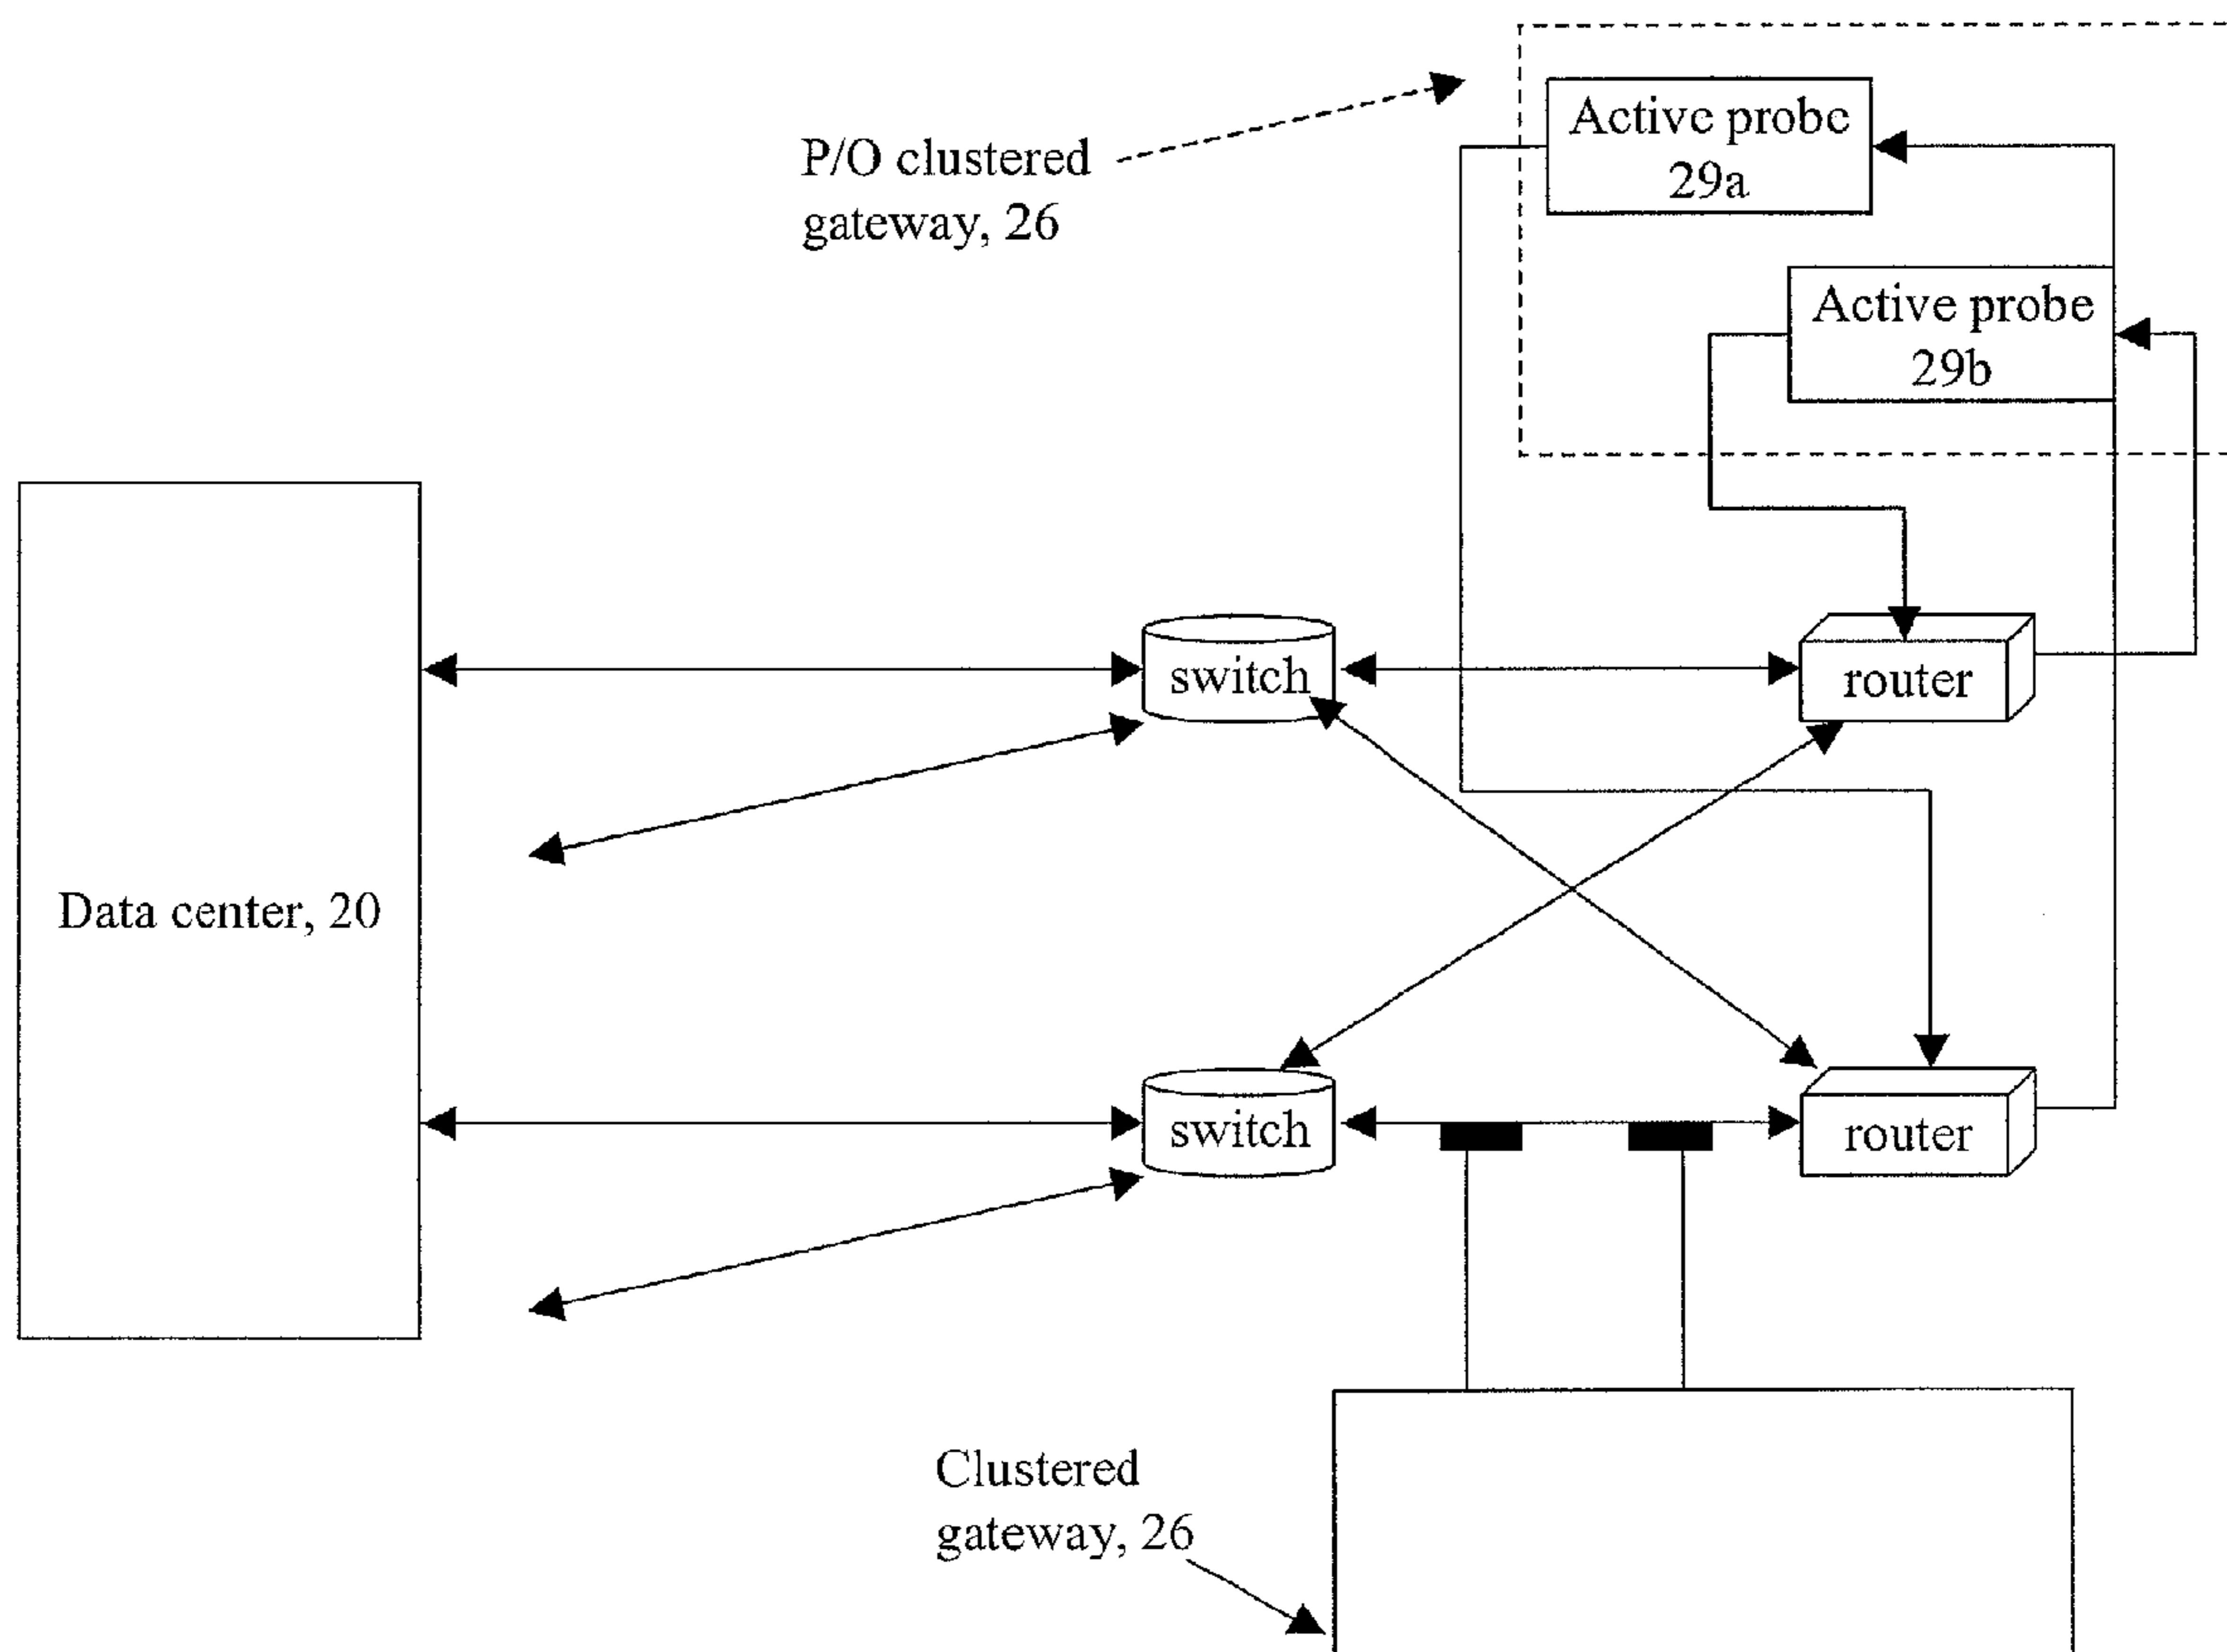 Active probe
29a
P/O clustered
gateway, 26
Active probe
29b
switch
router
Data center, 20
switch
router
Clustered
gateway, 26